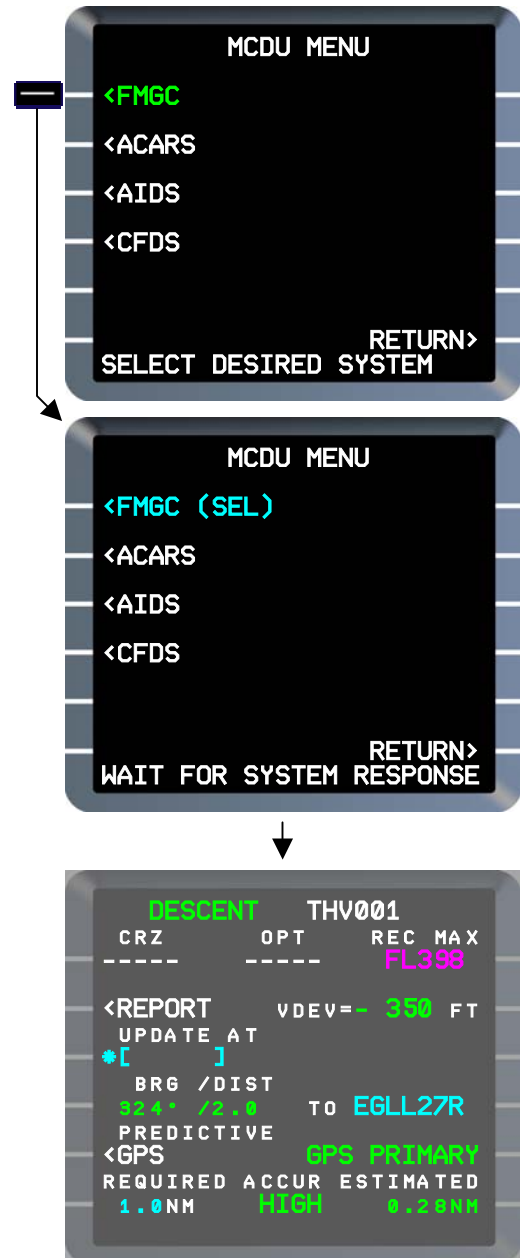 MCDU MENU
<FMGC
<ACARS
<AIDS
<CFDS
RETURN>
SELECT DESIRED SYSTEM
MCDU MENU
<FMGC (SEL)
<ACARS
<AIDS
<CFDS
RETURN>
WAIT FOR SYSTEM RESPONSE
DESCENT THV001
CRZ OPT REC MAX
----- ----- FL398
<REPORT VDEV=- 350 FT
UPDATE AT
*[ ]
BRG /DIST
324° /2.0 TO EGLL27R
PREDICTIVE
<GPS GPS PRIMARY
REQUIRED ACCUR ESTIMATED
1.0NM HIGH 0.28NM